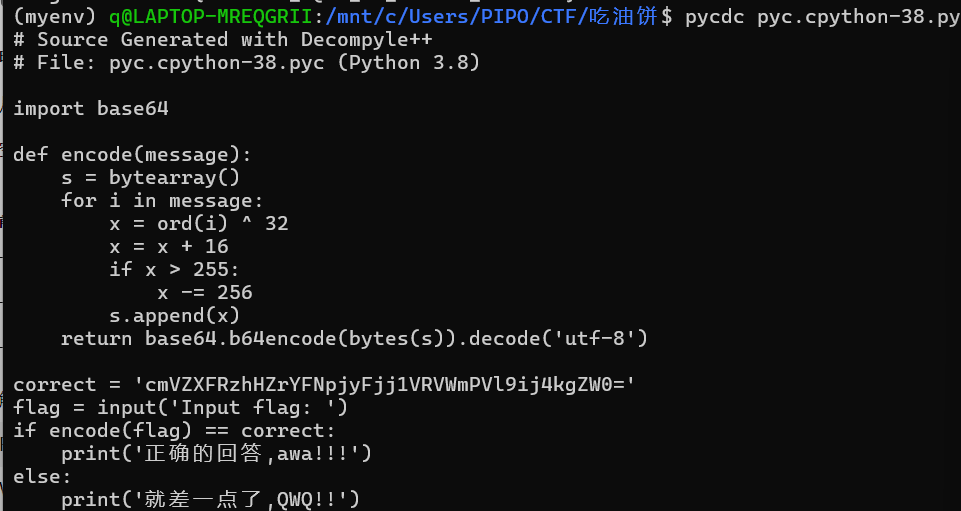 (myenv) q@LAPTOP-MREQGRII:/mnt/c/Users/PIPO/CTF/吃油饼$ pycdc pyc.cpython-38.py
# Source Generated with Decompyle++
# File: pyc.cpython-38.pyc (Python 3.8)

import base64

def encode(message):
    s = bytearray()
    for i in message:
        x = ord(i) ^ 32
        x = x + 16
        if x > 255:
            x -= 256
        s.append(x)
    return base64.b64encode(bytes(s)).decode('utf-8')

correct = 'cmVZXFRzhHZrYFNpjyFjj1VRVWmPVl9ij4kgZW0='
flag = input('Input flag: ')
if encode(flag) == correct:
    print('正确的回答,awa!!!')
else:
    print('就差一点了,QWQ!!')